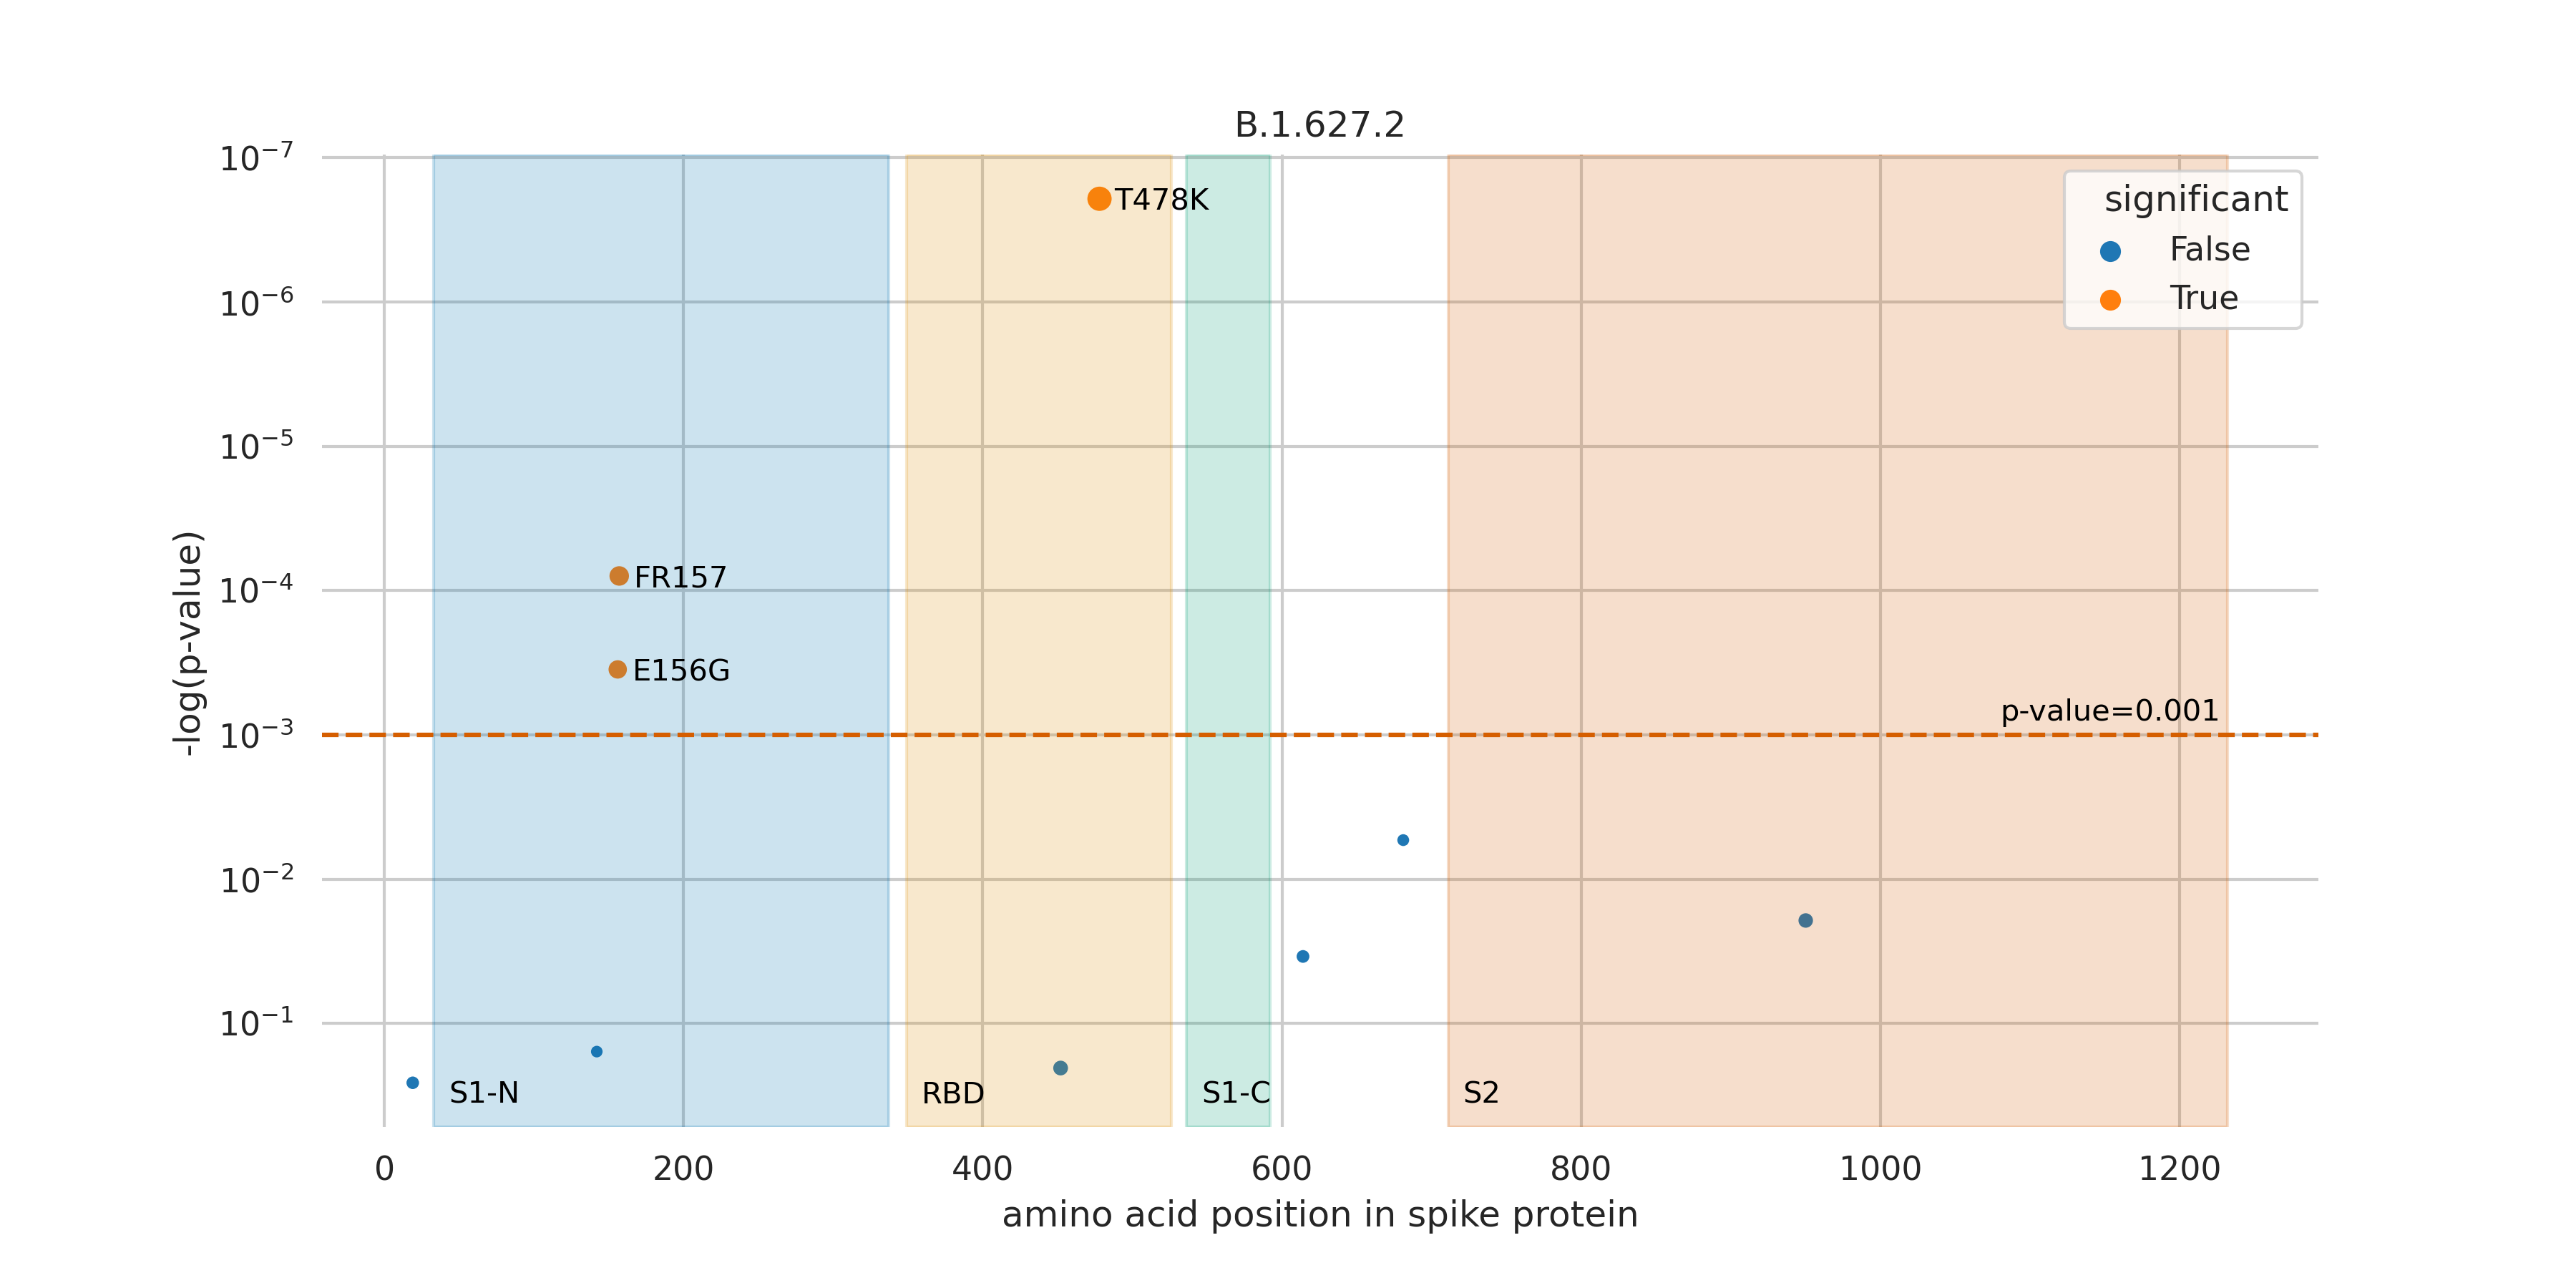 B.1.627.2
10⁻⁷
10⁻⁶
10⁻⁵
10⁻⁴
10⁻³
10⁻²
10⁻¹
-log(p-value)
T478K
FR157
E156G
p-value=0.001
significant
False
True
S1-N
RBD
S1-C
S2
0 200 400 600 800 1000 1200
amino acid position in spike protein